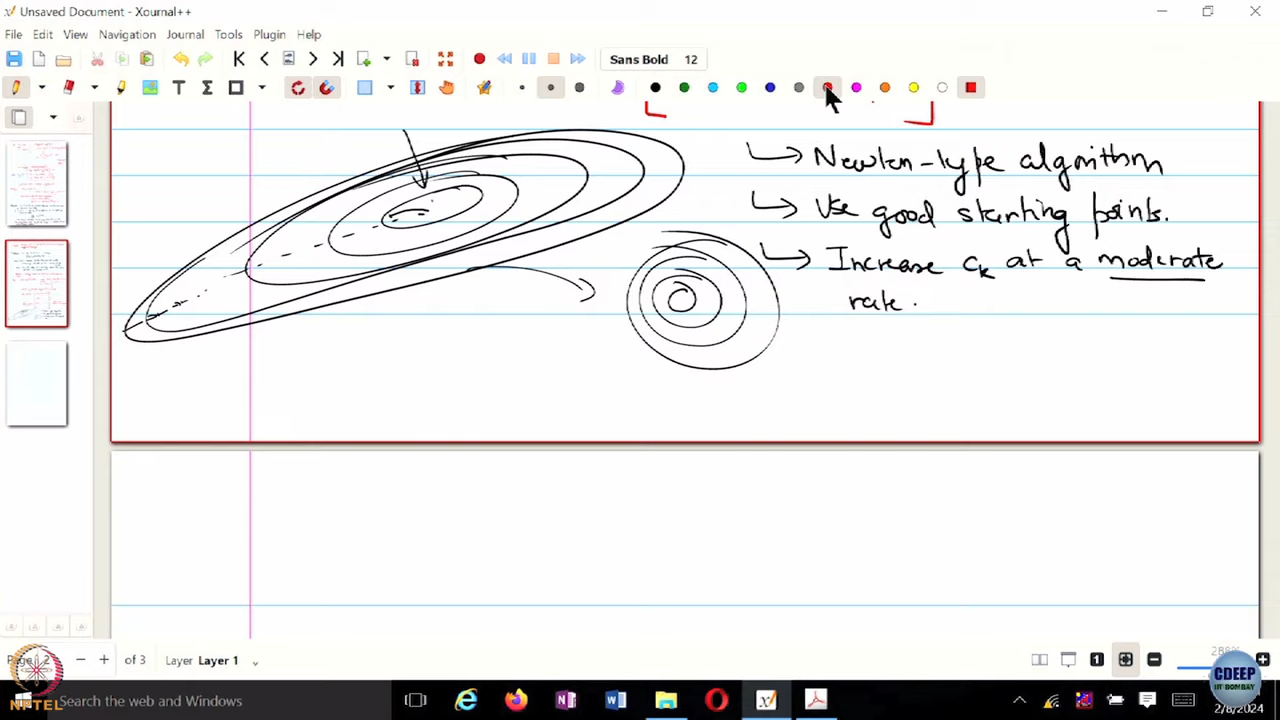 Unsaved Document - Xournal++
File Edit View Navigation Journal Tools Plugin Help
Sans Bold 12
Newton-type algorithm
Use good starting points.
Increase ck at a moderate
rate.
Page 2 of 3 Layer Layer 1
288%
NPTEL
Search the web and Windows
CDEEP
IIT BOMBAY
2/8/2024